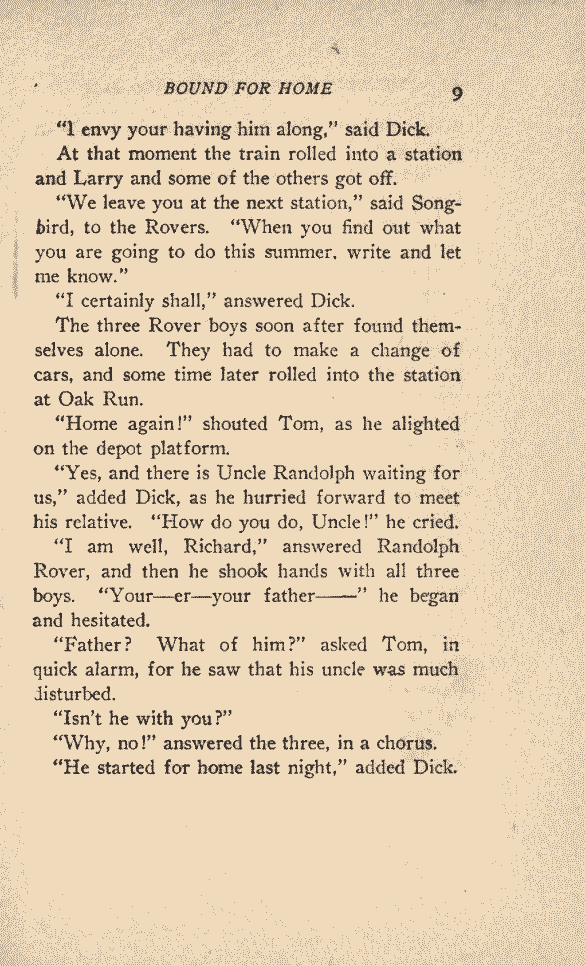 BOUND FOR HOME 9
"I envy your having him along," said Dick.
At that moment the train rolled into a station
and Larry and some of the others got off.
"We leave you at the next station," said Song-
bird, to the Rovers. "When you find out what
you are going to do this summer, write and let
me know."
"I certainly shall," answered Dick.
The three Rover boys soon after found them-
selves alone. They had to make a change of
cars, and some time later rolled into the station
at Oak Run.
"Home again!" shouted Tom, as he alighted
on the depot platform.
"Yes, and there is Uncle Randolph waiting for
us," added Dick, as he hurried forward to meet
his relative. "How do you do, Uncle!" he cried.
"I am well, Richard," answered Randolph
Rover, and then he shook hands with all three
boys. "Your—er—your father——" he began
and hesitated.
"Father? What of him?" asked Tom, in
quick alarm, for he saw that his uncle was much
disturbed.
"Isn't he with you?"
"Why, no!" answered the three, in a chorus.
"He started for home last night," added Dick.